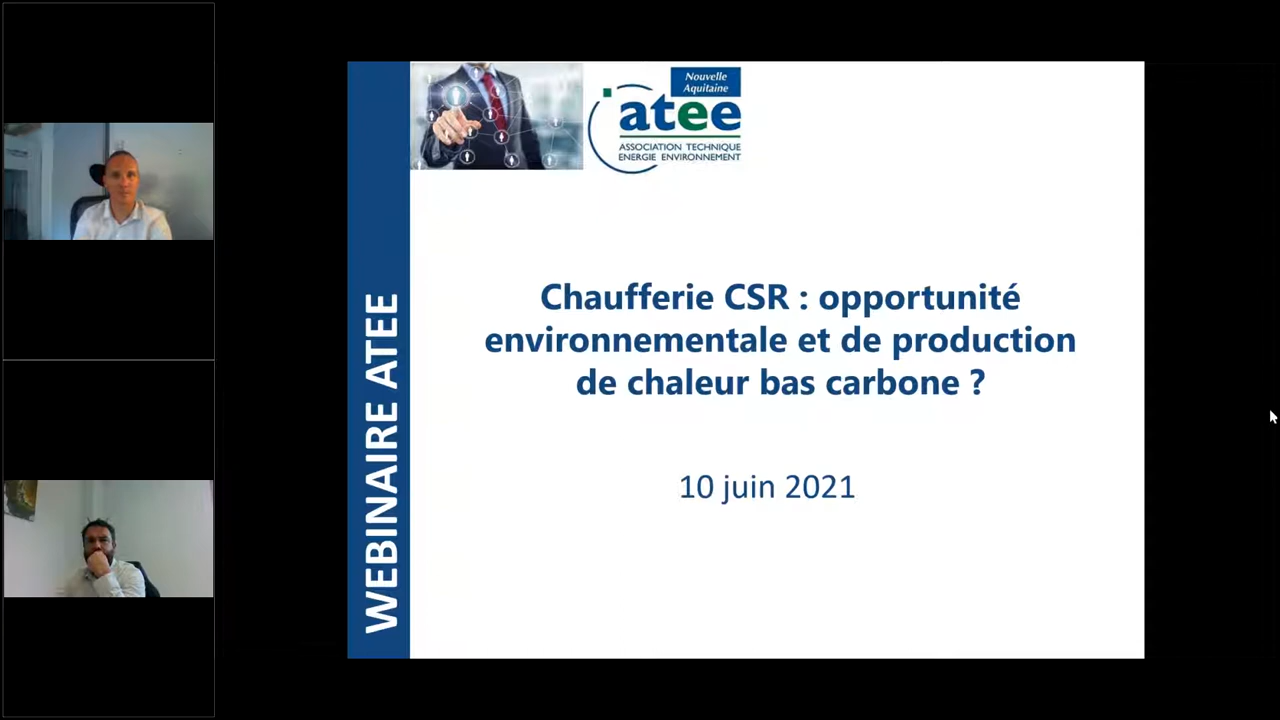 Nouvelle
Aquitaine
atee
ASSOCIATION TECHNIQUE
ENERGIE ENVIRONNEMENT
Chaufferie CSR : opportunité
environnementale et de production
de chaleur bas carbone ?
10 juin 2021
WEBINAIRE ATEE